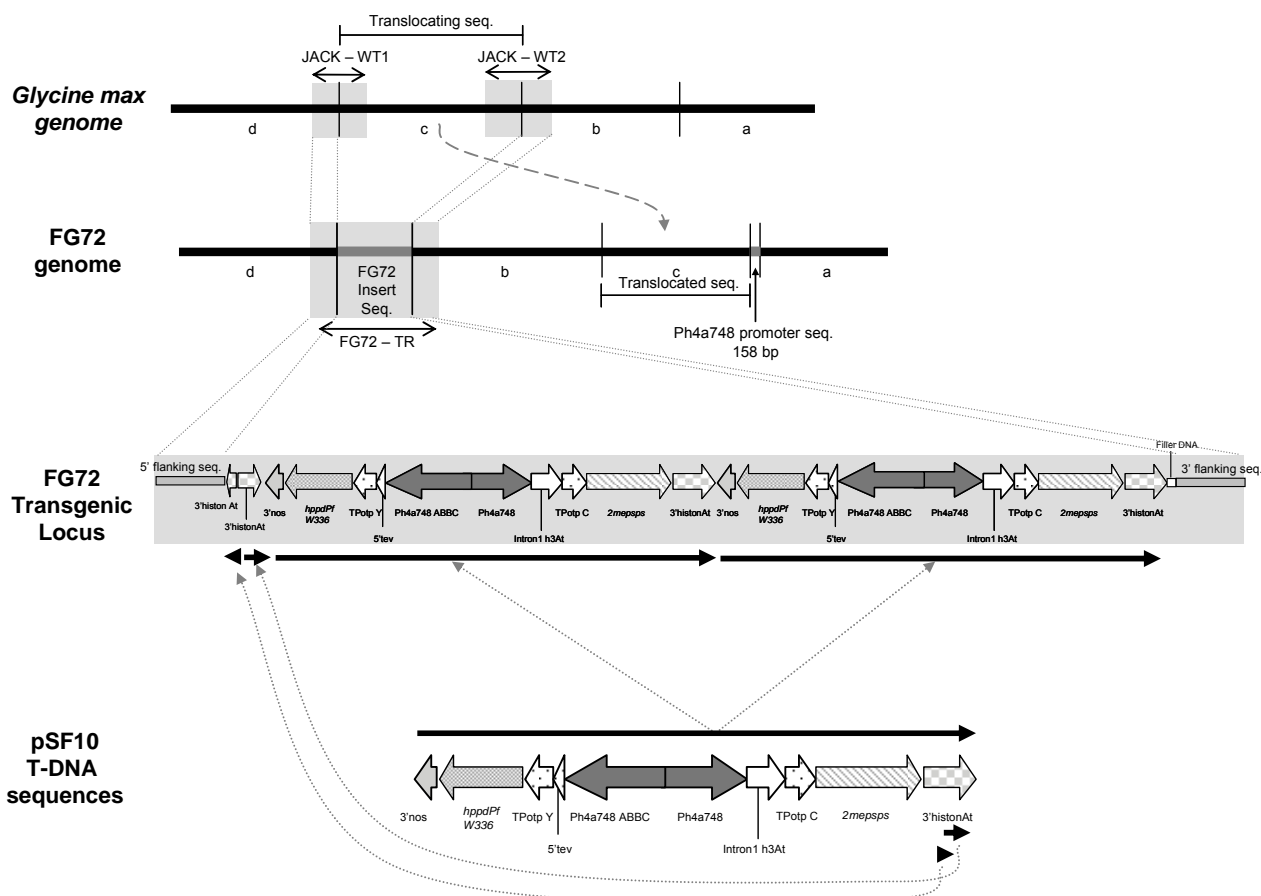 Translocating seq.
JACK – WT1
JACK – WT2
Glycine max
genome
d
c
b
a
FG72
genome
d
b
c
a
FG72
Insert
Seq.
Translocated seq.
FG72 – TR
Ph4a748 promoter seq.
158 bp
Filler DNA
5' flanking seq.
3' flanking seq.
FG72
Transgenic
Locus
3'histon At
3'histonAt
3'nos
hppdPf
W336
TPotp Y
5'tev
Ph4a748 ABBC
Ph4a748
Intron1 h3At
TPotp C
2mepsps
3'histonAt
3'nos
hppdPf
W336
TPotp Y
5'tev
Ph4a748 ABBC
Ph4a748
Intron1 h3At
TPotp C
2mepsps
3'histonAt
pSF10
T-DNA
sequences
3'nos
hppdPf
W336
TPotp Y
5'tev
Ph4a748 ABBC
Ph4a748
Intron1 h3At
TPotp C
2mepsps
3'histonAt